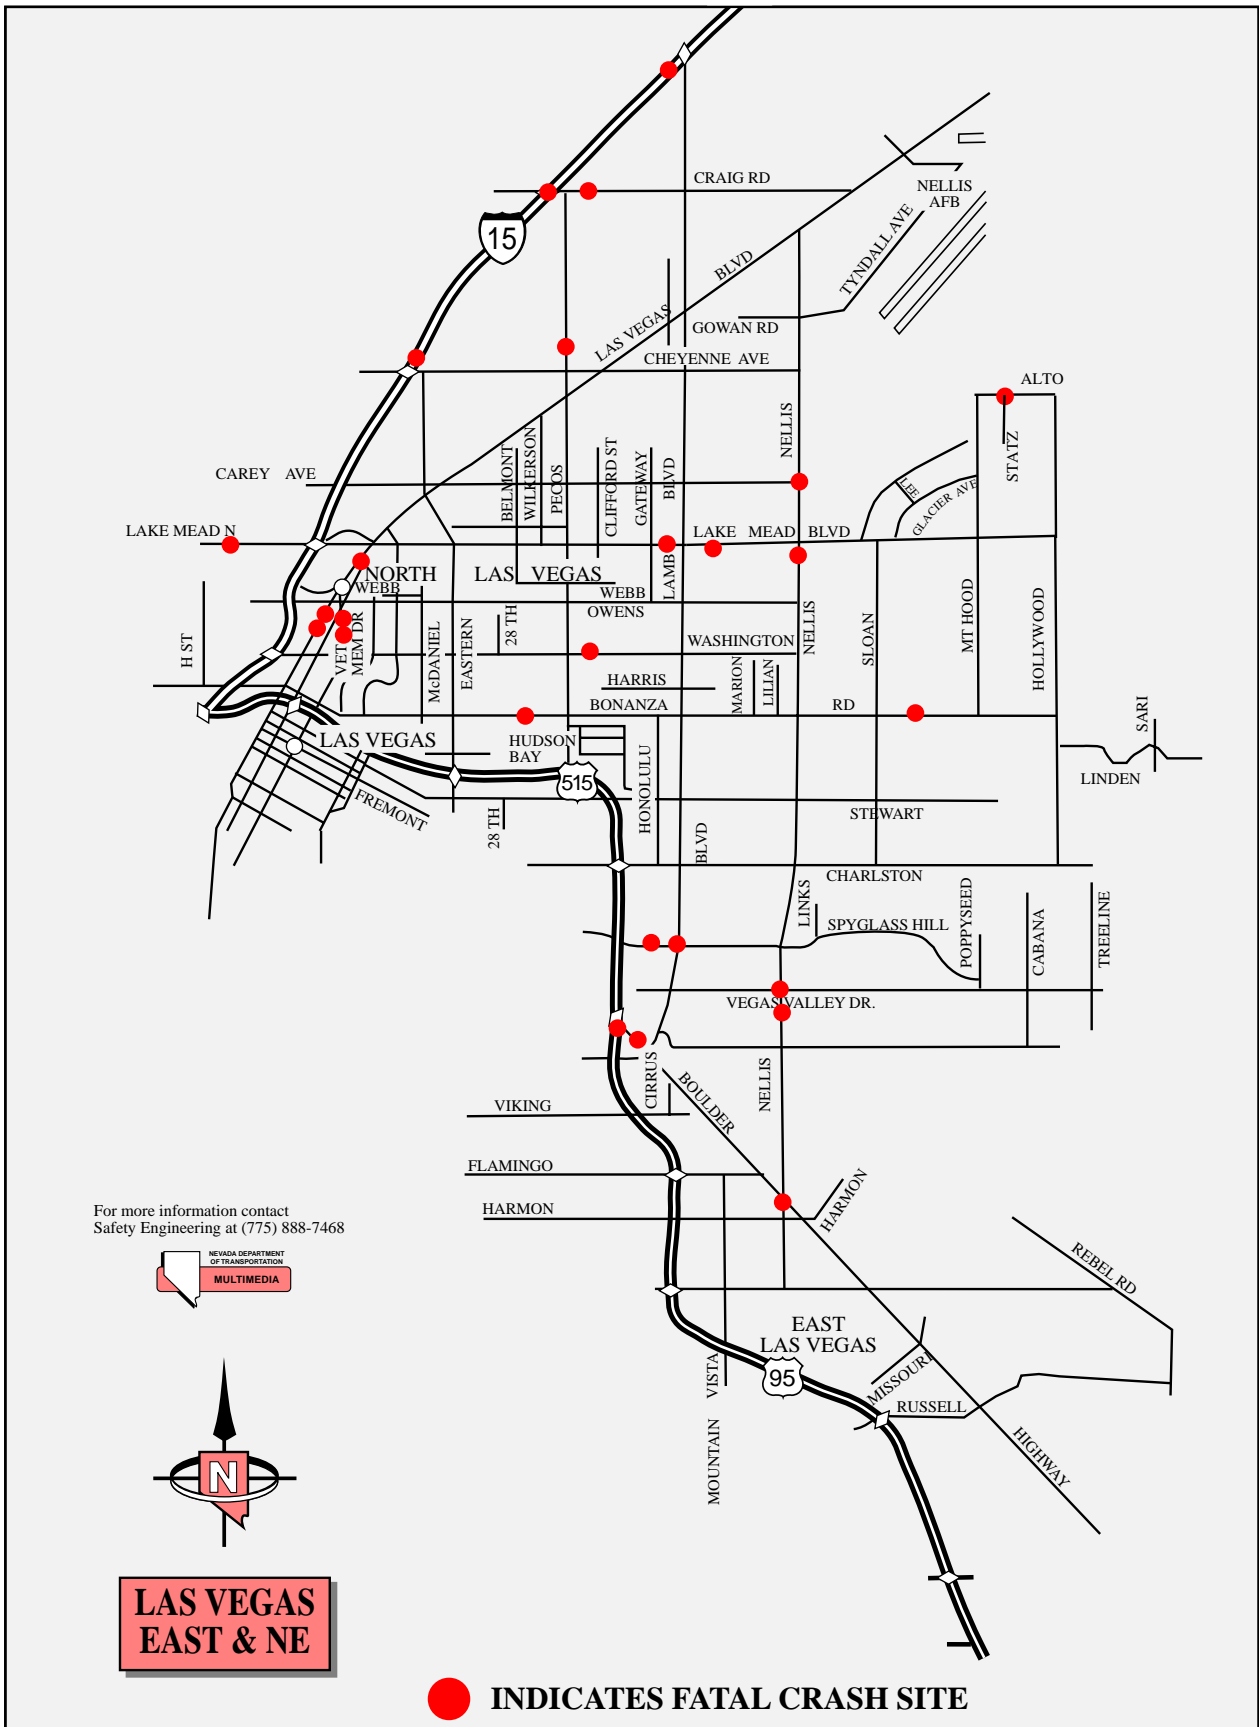 CRAIG RD
NELLIS
AFB
15
TYNDALL AVE
BLVD
LAS VEGAS
GOWAN RD
CHEYENNE AVE
ALTO
NELLIS
STATZ
CAREY AVE
BELMONT
WILKERSON
PECOS
CLIFFORD ST
GATEWAY
BLVD
LEE
GLACIER AVE
LAKE MEAD N
LAKE MEAD BLVD
NORTH LAS VEGAS
WEBB
WEBB
LAMB
OWENS
H ST
VET
MEM DR
McDANIEL
EASTERN
28 TH
WASHINGTON
NELLIS
SLOAN
MT HOOD
HOLLYWOOD
HARRIS
MARION
LILIAN
BONANZA
RD
SARI
LAS VEGAS
HUDSON
BAY
HONOLULU
LINDEN
515
FREMONT
28 TH
STEWART
BLVD
CHARLSTON
LINKS
SPYGLASS HILL
POPPYSEED
CABANA
TREELINE
VEGAS VALLEY DR.
CIRRUS
BOULDER
NELLIS
VIKING
FLAMINGO
HARMON
HARMON
For more information contact
Safety Engineering at (775) 888-7468
NEVADA DEPARTMENT
OF TRANSPORTATION
MULTIMEDIA
REBEL RD
EAST
LAS VEGAS
95
MOUNTAIN VISTA
MISSOURI
RUSSELL
HIGHWAY
N
LAS VEGAS
EAST & NE
INDICATES FATAL CRASH SITE